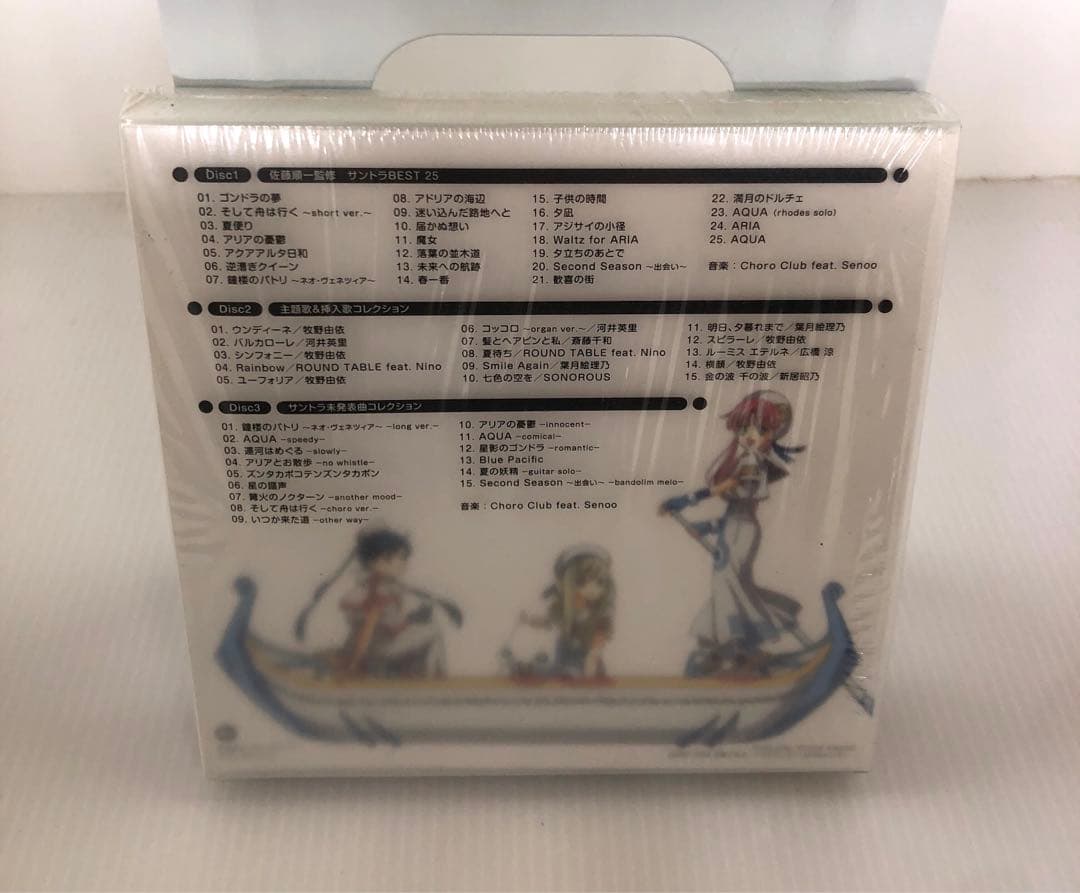 Disc1 佐藤順一監修 サントラBEST 25
01. ゴンドラの夢
02. そして舟は行く ～short ver.～
03. 夏便り
04. アリアの憂鬱
05. アクアアルタ日和
06. 逆漕ぎクイーン
07. 鐘楼のパトリ ～ネオ・ヴェネツィア～
08. アドリアの海辺
09. 迷い込んだ路地へと
10. 届かぬ想い
11. 魔女
12. 落葉の並木道
13. 未来への航跡
14. 春一番
15. 子供の時間
16. 夕凪
17. アジサイの小径
18. Waltz for ARIA
19. 夕立ちのあとで
20. Second Season ～出会い～
21. 歓喜の街
22. 満月のドルチェ
23. AQUA (rhodes solo)
24. ARIA
25. AQUA
音楽：Choro Club feat. Senoo
Disc2 主題歌&挿入歌コレクション
01. ウンディーネ／牧野由依
02. バルカローレ／河井英里
03. シンフォニー／牧野由依
04. Rainbow／ROUND TABLE feat. Nino
05. ユーフォリア／牧野由依
06. コッコロ ～organ ver.～／河井英里
07. 髪とヘアピンと私／斎藤千和
08. 夏待ち／ROUND TABLE feat. Nino
09. Smile Again／葉月絵理乃
10. 七色の空を／SONOROUS
11. 明日、夕暮れまで／葉月絵理乃
12. スピラーレ／牧野由依
13. ルーミス エテルネ／広橋 涼
14. 横顔／牧野由依
15. 金の波 千の波／新居昭乃
Disc3 サントラ未発表曲コレクション
01. 鐘楼のパトリ ～ネオ・ヴェネツィア～ -long ver.-
02. AQUA -speedy-
03. 運河はめぐる -slowly-
04. アリアとお散歩 -no whistle-
05. ズンタカポコテンズンタカポン
06. 星の謡声
07. 篝火のノクターン -another mood-
08. そして舟は行く -choro ver.-
09. いつか来た道 -other way-
10. アリアの憂鬱 -innocent-
11. AQUA -comical-
12. 星影のゴンドラ -romantic-
13. Blue Pacific
14. 夏の妖精 -guitar solo-
15. Second Season ～出会い～ -bandolim melo-
音楽：Choro Club feat. Senoo